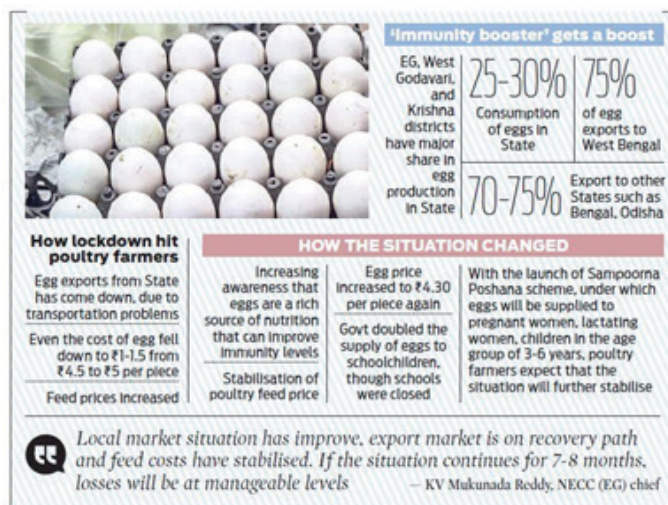 ‘Immunity booster’ gets a boost
EG, West
Godavari,
and
Krishna
districts
have major
share in
egg
production
in State
25-30%
Consumption
of eggs in
State
75%
of egg
exports to
West Bengal
70-75%
Export to other
States such as
Bengal, Odisha
How lockdown hit
poultry farmers
Egg exports from State
has come down, due to
transportation problems
Even the cost of egg fell
down to ₹1-1.5 from
₹4.5 to ₹5 per piece
Feed prices increased
HOW THE SITUATION CHANGED
Increasing
awareness that
eggs are a rich
source of nutrition
that can improve
immunity levels
Stabilisation of
poultry feed price
Egg price
increased to ₹4.30
per piece again
Govt doubled the
supply of eggs to
schoolchildren,
though schools
were closed
With the launch of Sampoorna
Poshana scheme, under which
eggs will be supplied to
pregnant women, lactating
women, children in the age
group of 3-6 years, poultry
farmers expect that the
situation will further stabilise
Local market situation has improve, export market is on recovery path
and feed costs have stabilised. If the situation continues for 7-8 months,
losses will be at manageable levels
— KV Mukunada Reddy, NECC (EG) chief